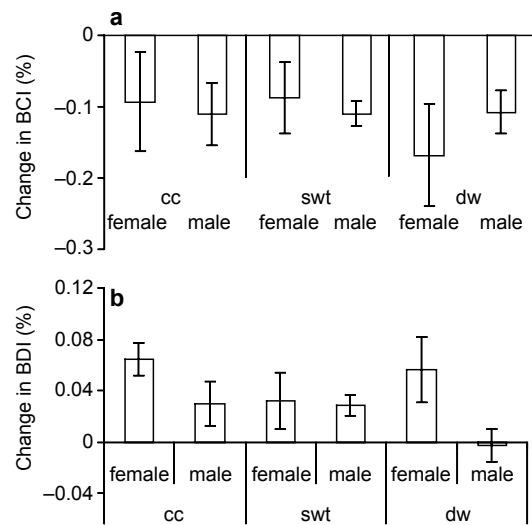 a
Change in BCI (%)
0
–0.1
–0.2
–0.3
cc swt dw
female male female male female male
b
Change in BDI (%)
0.12
0.08
0.04
0
–0.04
female male female male female male
cc swt dw